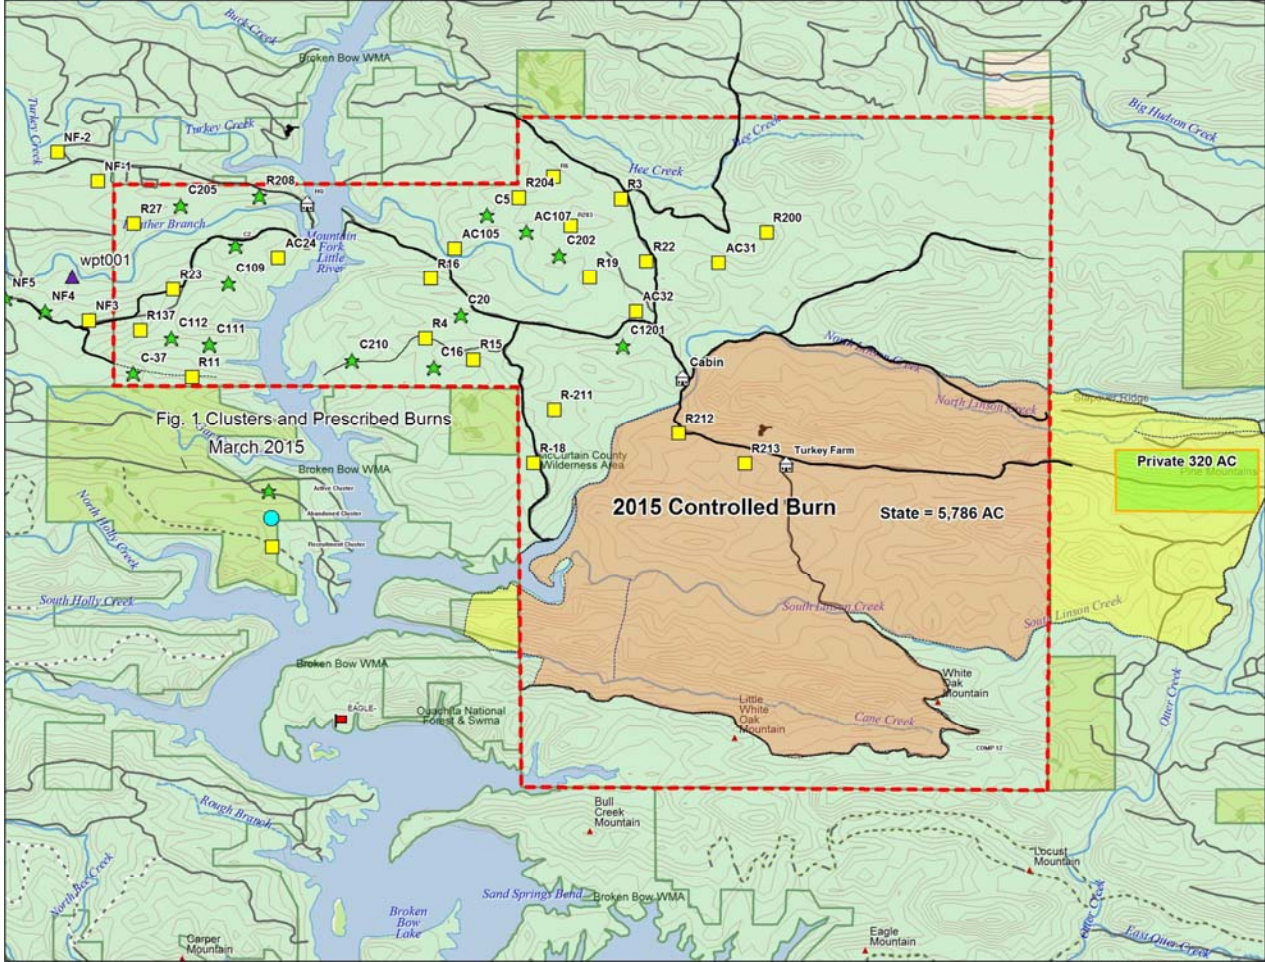 Buck Creek
Broken Bow WMA
Turkey Creek
Turkey Creek
Big Hudson Creek
Hee Creek
Hee Creek
NF-2
NF-1
C205
R208
HQ
R204
R3
C5
R27
Panther Branch
AC107
R200
AC105
C202
R22
AC31
Mountain
Fork
Little
River
AC24
wpt001
C109
R23
R16
R19
NF5
NF4
NF3
R137
C112
C111
C20
AC32
R4
C1201
C-37
R11
C210
C16
R15
Cabin
North Linson Creek
North Linson Creek
R-211
R212
Fig. 1 Clusters and Prescribed Burns
March 2015
R-18
McCurtain County
Wilderness Area
R213
Turkey Farm
Private 320 AC
Pine Mountains
Broken Bow WMA
Active Cluster
Abandoned Cluster
Recruitment Cluster
2015 Controlled Burn
State = 5,786 AC
North Holly Creek
South Holly Creek
South Linson Creek
South Linson Creek
Broken Bow WMA
White
Oak
Mountain
Little
White
Oak
Mountain
Cane Creek
Otter Creek
EAGLE-
Ouachita National
Forest & Swma
COMP 12
Rough Branch
Bull
Creek
Mountain
Locust
Mountain
North Bee Creek
Sand Springs Bend
Broken Bow WMA
Broken
Bow
Lake
Otter Creek
East Otter Creek
Carper
Mountain
Eagle
Mountain